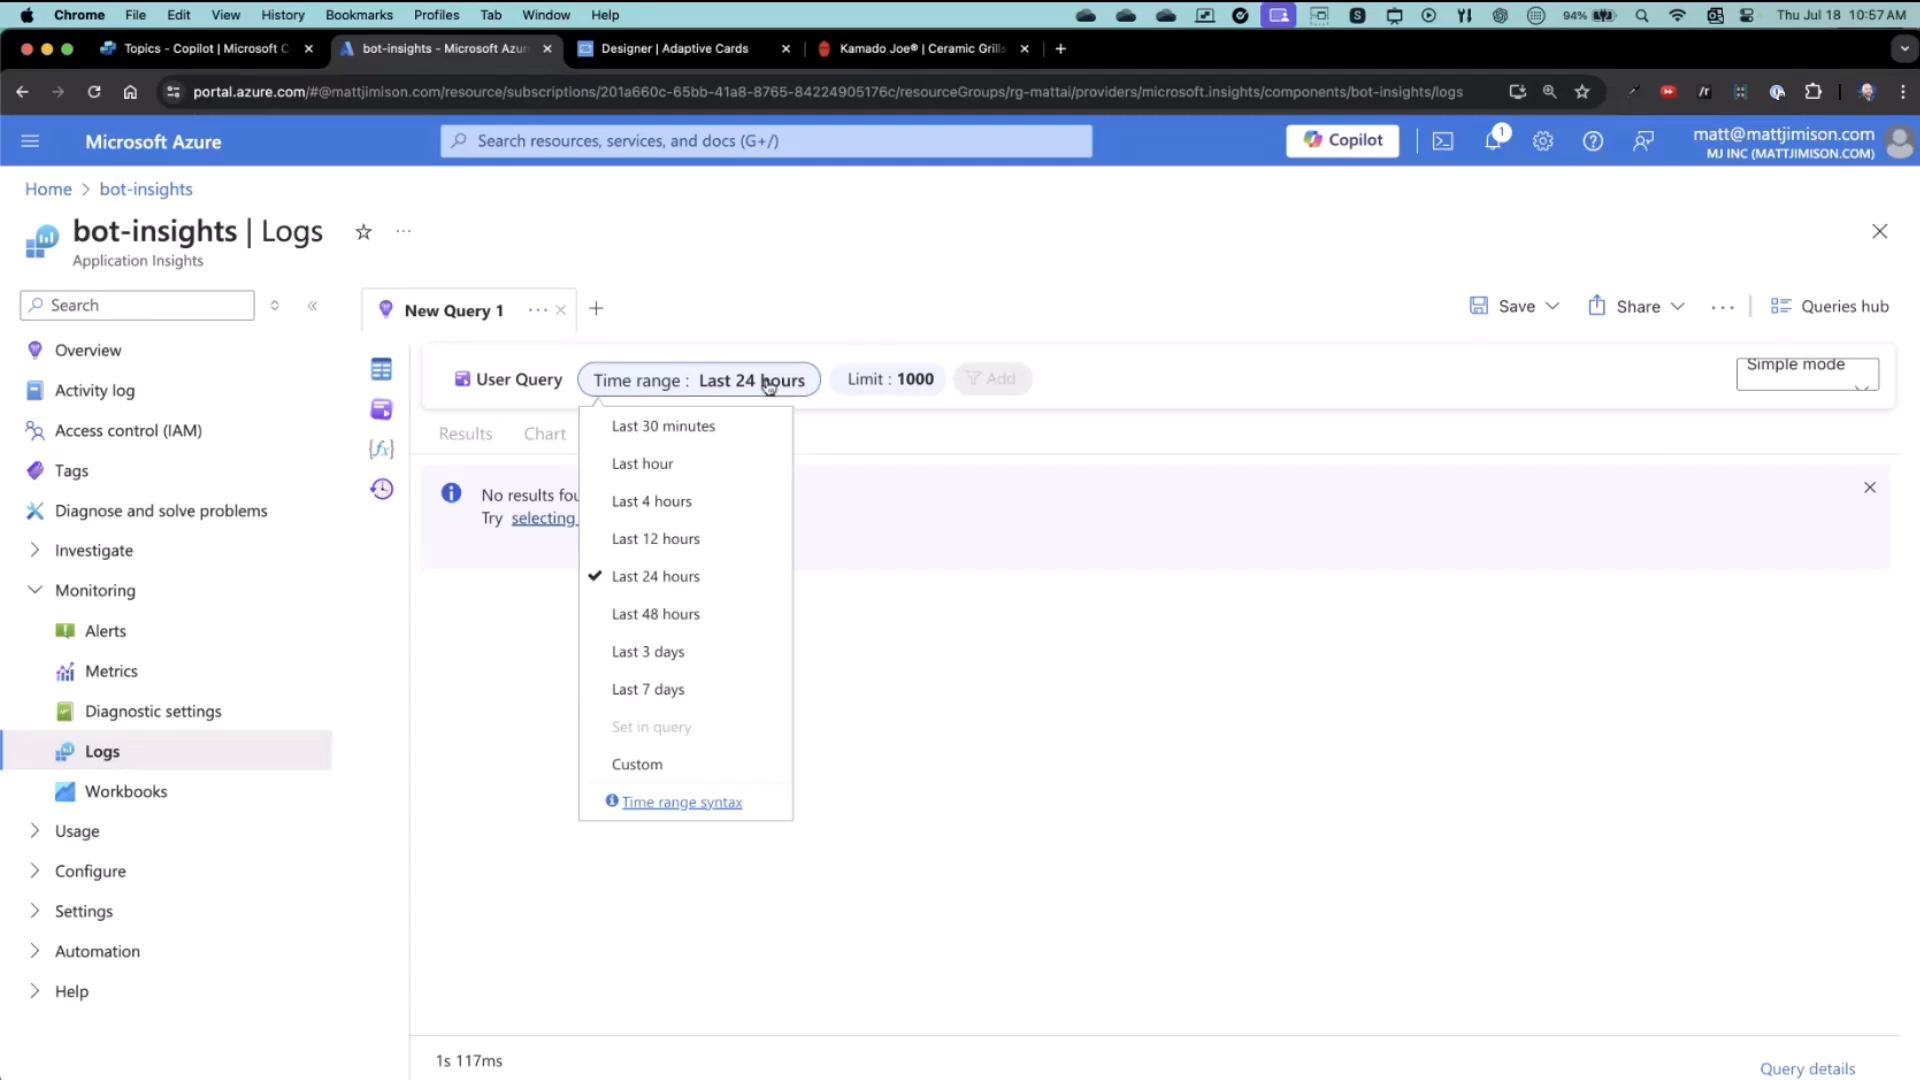 Chrome File Edit View History Bookmarks Profiles Tab Window Help 94% Thu Jul 18 10:57 AM
Topics - Copilot | Microsoft C bot-insights - Microsoft Azur Designer | Adaptive Cards Kamado Joe® | Ceramic Grills
portal.azure.com/#@mattjimison.com/resource/subscriptions/201a660c-65bb-41a8-8765-84224905176c/resourceGroups/rg-mattai/providers/microsoft.insights/components/bot-insights/logs
Microsoft Azure Search resources, services, and docs (G+/) Copilot 1 matt@mattjimison.com
MJ INC (MATTJIMISON.COM)
Home > bot-insights
bot-insights | Logs
Application Insights
Search
New Query 1 Save Share Queries hub
Overview
Activity log
Access control (IAM)
Tags
Diagnose and solve problems
Investigate
Monitoring
Alerts
Metrics
Diagnostic settings
Logs
Workbooks
Usage
Configure
Settings
Automation
Help
User Query Time range : Last 24 hours Limit : 1000 Add Simple mode
Results Chart
No results fou
Try selecting
Last 30 minutes
Last hour
Last 4 hours
Last 12 hours
Last 24 hours
Last 48 hours
Last 3 days
Last 7 days
Set in query
Custom
Time range syntax
1s 117ms
Query details